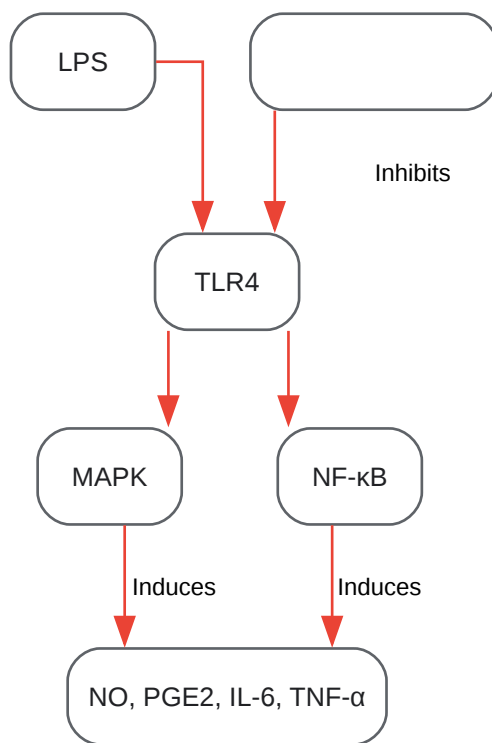 LPS
Inhibits
TLR4
MAPK
NF-κB
Induces
Induces
NO, PGE2, IL-6, TNF-α